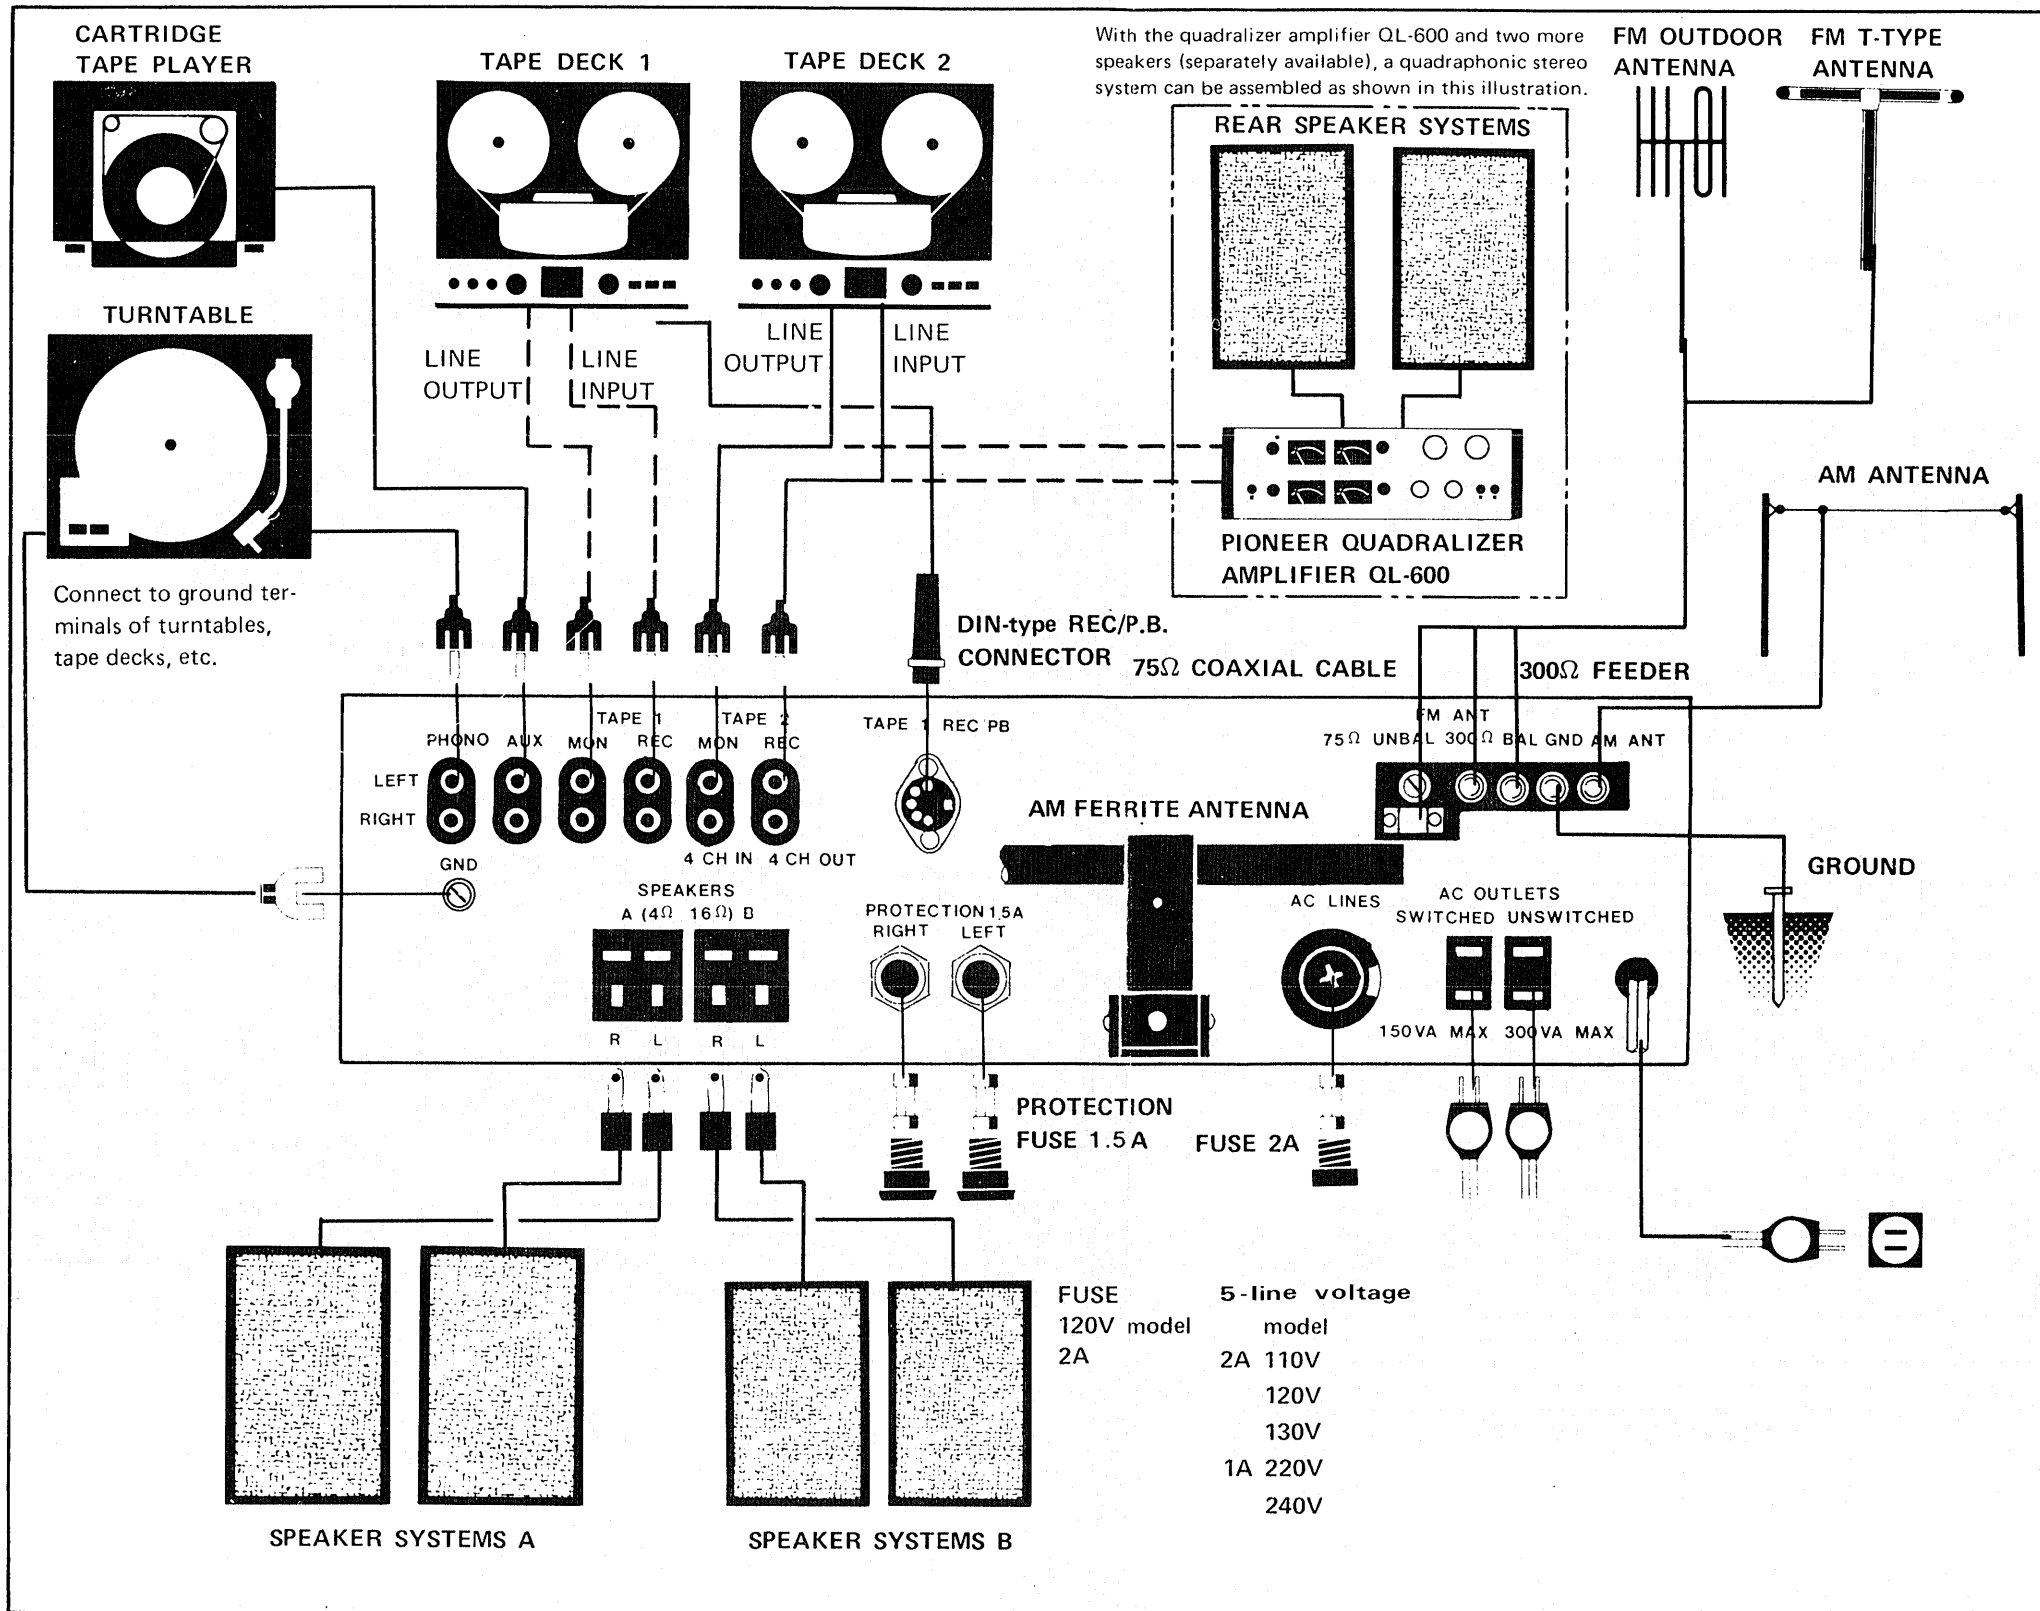 CARTRIDGE
TAPE PLAYER
TAPE DECK 1
TAPE DECK 2
With the quadralizer amplifier QL-600 and two more
speakers (separately available), a quadraphonic stereo
system can be assembled as shown in this illustration.
FM OUTDOOR
ANTENNA
FM T-TYPE
ANTENNA
REAR SPEAKER SYSTEMS
TURNTABLE
LINE
OUTPUT
LINE
INPUT
LINE
OUTPUT
LINE
INPUT
AM ANTENNA
PIONEER QUADRALIZER
AMPLIFIER QL-600
Connect to ground ter-
minals of turntables,
tape decks, etc.
DIN-type REC/P.B.
CONNECTOR
75Ω COAXIAL CABLE
300Ω FEEDER
TAPE 1
TAPE 2
TAPE 1 REC PB
FM ANT
PHONO
AUX
MON
REC
MON
REC
75Ω UNBAL 300Ω BAL GND AM ANT
LEFT
RIGHT
AM FERRITE ANTENNA
4 CH IN
4 CH OUT
GND
GROUND
SPEAKERS
A (4Ω 16Ω) B
PROTECTION 1.5A
RIGHT
LEFT
AC LINES
AC OUTLETS
SWITCHED UNSWITCHED
R
L
R
L
150VA MAX
300VA MAX
PROTECTION
FUSE 1.5A
FUSE 2A
FUSE
120V model
2A
5-line voltage
model
2A 110V
120V
130V
1A 220V
240V
SPEAKER SYSTEMS A
SPEAKER SYSTEMS B